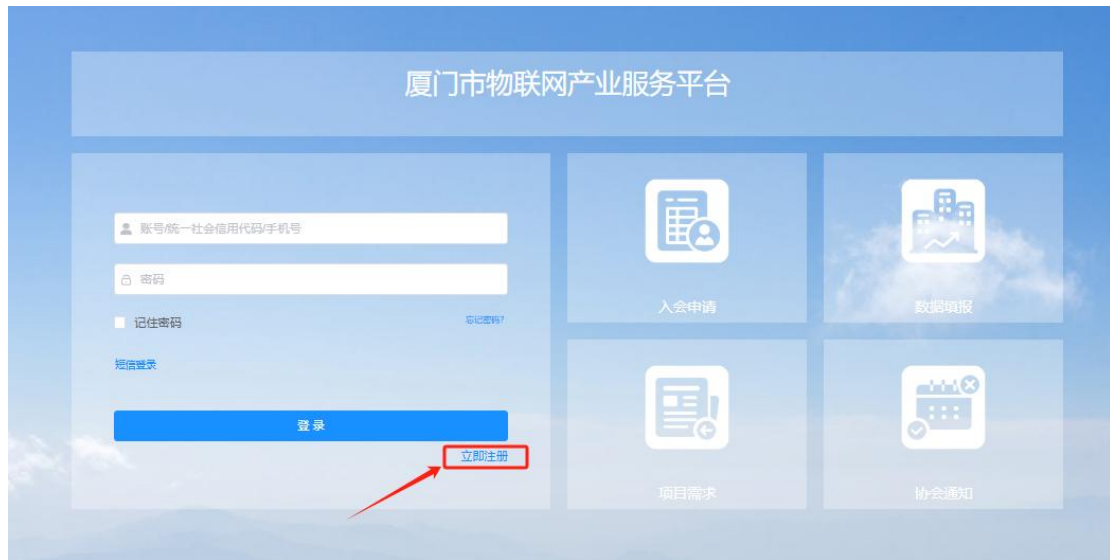 厦门市物联网产业服务平台
账号/统一社会信用代码/手机号
密码
记住密码
忘记密码?
短信登录
登录
立即注册
入会申请
数据填报
项目需求
协会通知